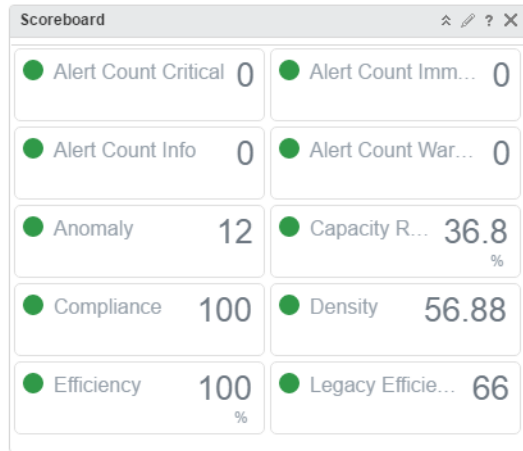 Scoreboard ?
Alert Count Critical 0 Alert Count Imm... 0
Alert Count Info 0 Alert Count War... 0
Anomaly 12 Capacity R... 36.8
%
Compliance 100 Density 56.88
Efficiency 100 Legacy Efficie... 66
%